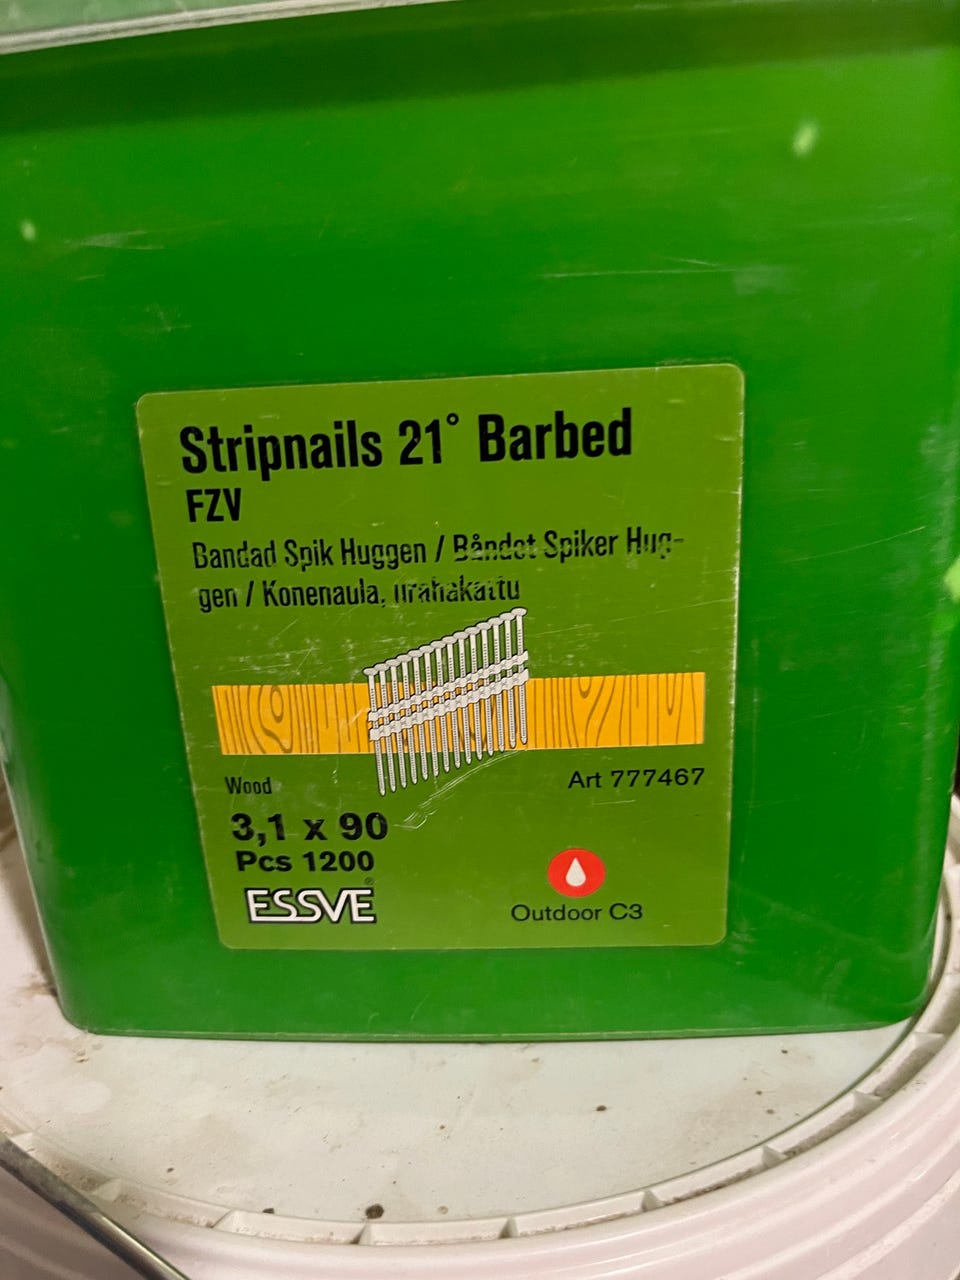 Stripnails 21° Barbed
FZV
Bandad Spik Huggen / Båndet Spiker Hug-
gen / Konenaula, urahakattu
Wood
Art 777467
3,1 x 90
Pcs 1200
ESSVE®
Outdoor C3